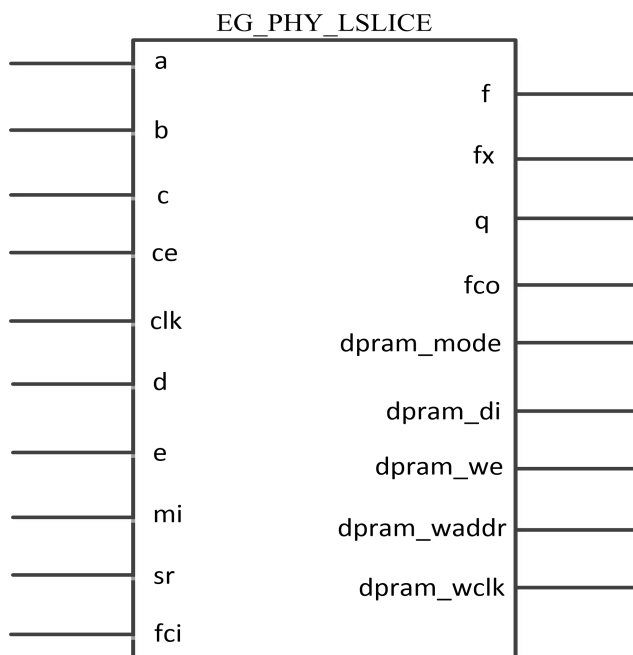 EG_PHY_LSLICE
a
b
c
ce
clk
d
e
mi
sr
fci
f
fx
q
fco
dpram_mode
dpram_di
dpram_we
dpram_waddr
dpram_wclk